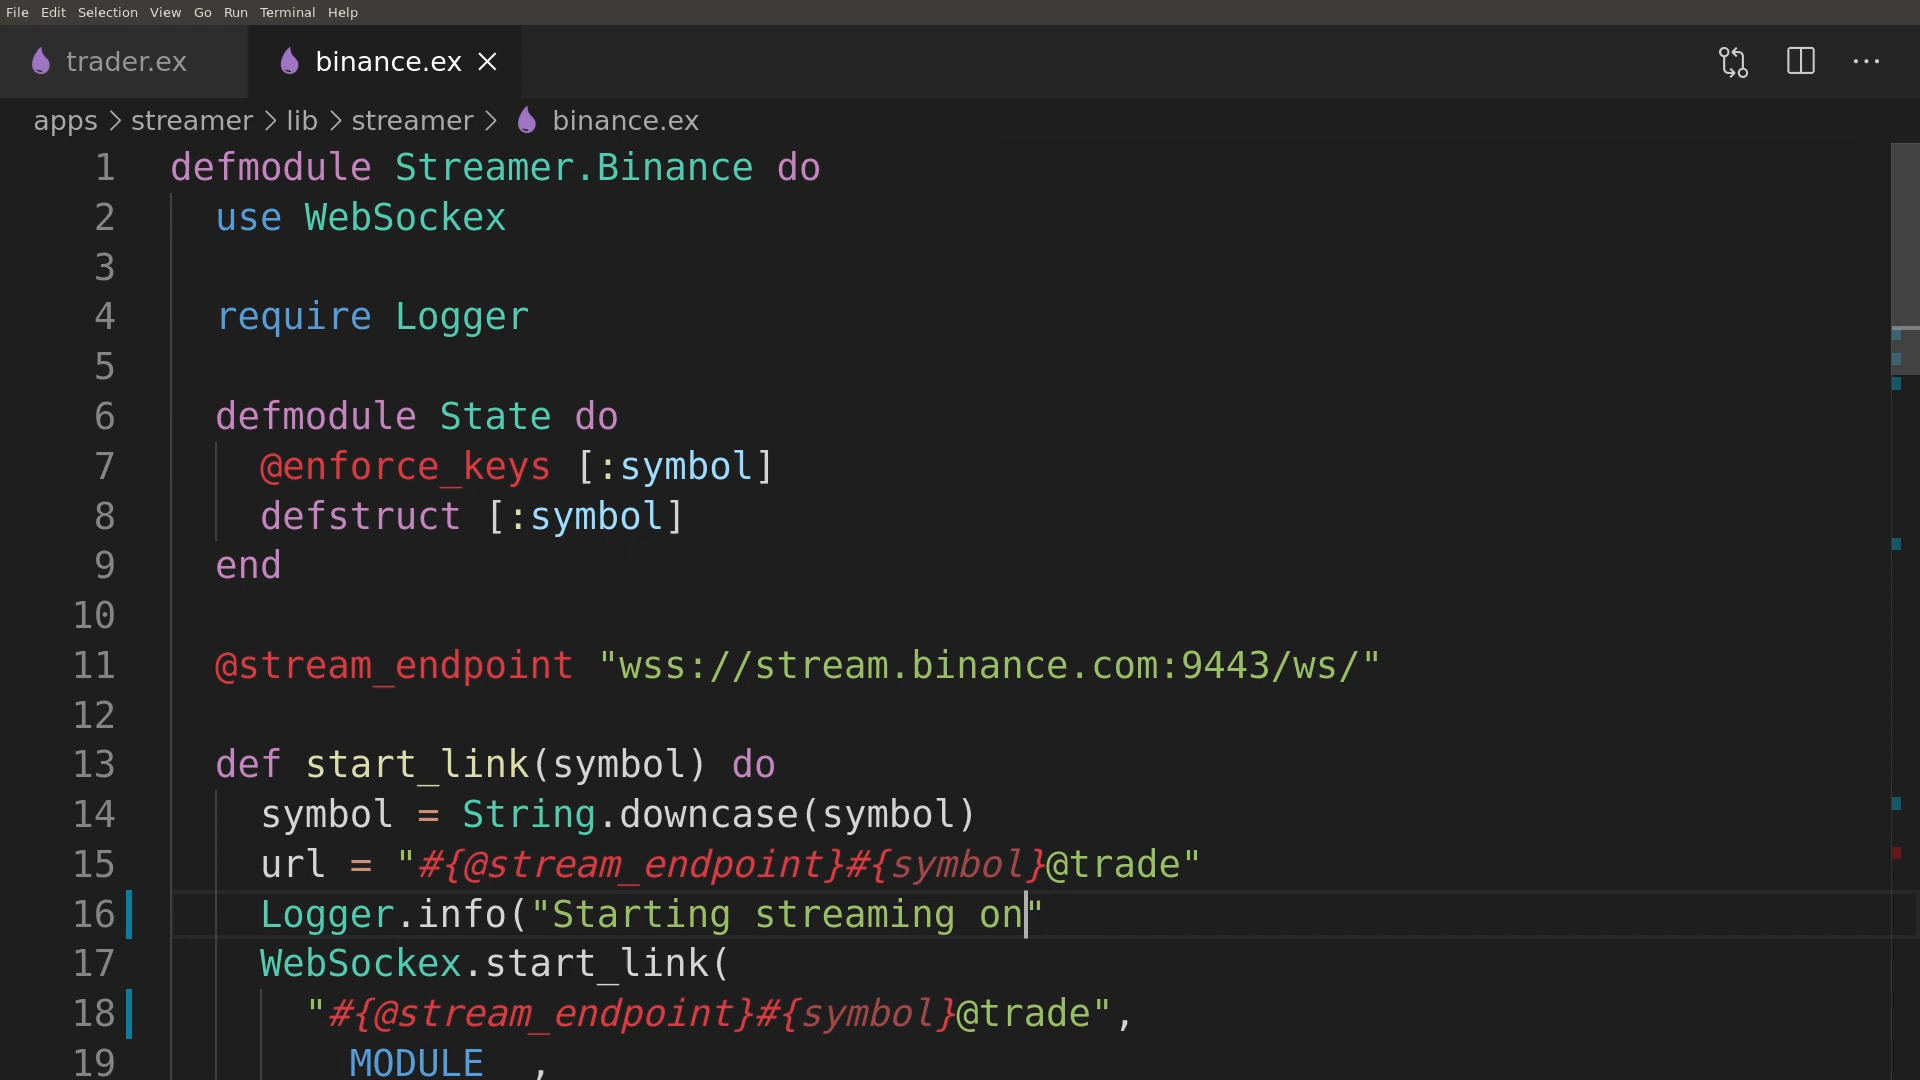 File Edit Selection View Go Run Terminal Help
trader.ex binance.ex
apps > streamer > lib > streamer > binance.ex
1 defmodule Streamer.Binance do
2 use WebSockex
3
4 require Logger
5
6 defmodule State do
7 @enforce_keys [:symbol]
8 defstruct [:symbol]
9 end
10
11 @stream_endpoint "wss://stream.binance.com:9443/ws/"
12
13 def start_link(symbol) do
14 symbol = String.downcase(symbol)
15 url = "#{@stream_endpoint}#{symbol}@trade"
16 Logger.info("Starting streaming on"
17 WebSockex.start_link(
18 "#{@stream_endpoint}#{symbol}@trade",
19 MODULE ,